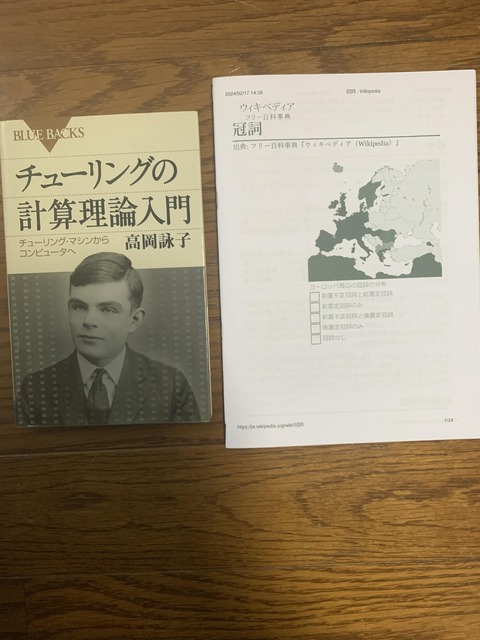 BLUE BACKS
チューリングの
計算理論入門
チューリング・マシンから
コンピュータへ
高岡詠子
2024/02/17 14:39
冠詞 - Wikipedia
ウィキペディア
フリー百科事典
冠詞
出典: フリー百科事典『ウィキペディア（Wikipedia）』
ヨーロッパ周辺の冠詞の分布
前置不定冠詞と前置定冠詞
前置定冠詞のみ
前置不定冠詞と後置定冠詞
後置定冠詞のみ
冠詞なし
https://ja.wikipedia.org/wiki/冠詞
1/24